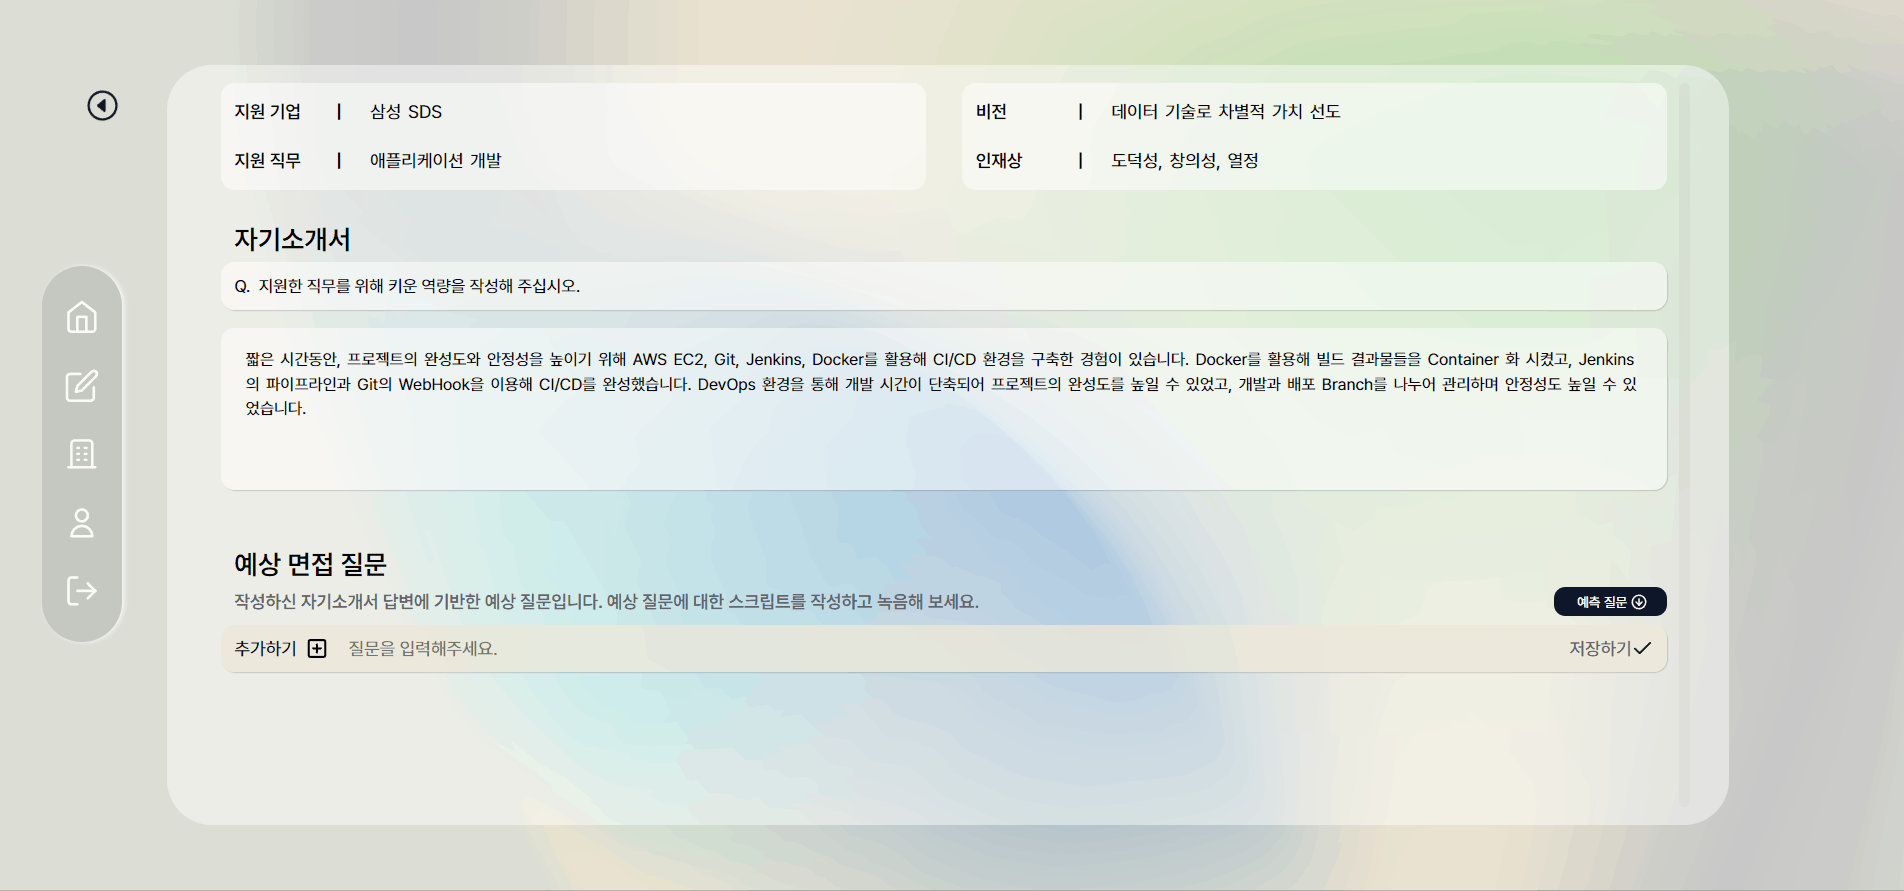 지원 기업 | 삼성 SDS
지원 직무 | 애플리케이션 개발
비전 | 데이터 기술로 차별적 가치 선도
인재상 | 도덕성, 창의성, 열정
자기소개서
Q. 지원한 직무를 위해 키운 역량을 작성해 주십시오.
짧은 시간동안, 프로젝트의 완성도와 안정성을 높이기 위해 AWS EC2, Git, Jenkins, Docker를 활용해 CI/CD 환경을 구축한 경험이 있습니다. Docker를 활용해 빌드 결과물들을 Container 화 시켰고, Jenkins
의 파이프라인과 Git의 WebHook을 이용해 CI/CD를 완성했습니다. DevOps 환경을 통해 개발 시간이 단축되어 프로젝트의 완성도를 높일 수 있었고, 개발과 배포 Branch를 나누어 관리하며 안정성도 높일 수 있
었습니다.
예상 면접 질문
작성하신 자기소개서 답변에 기반한 예상 질문입니다. 예상 질문에 대한 스크립트를 작성하고 녹음해 보세요.
예측 질문
추가하기 질문을 입력해주세요. 저장하기